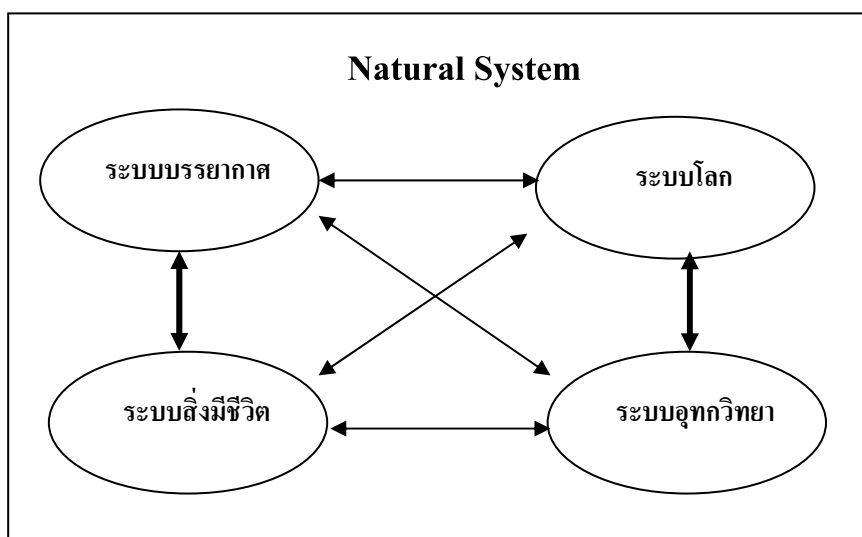 Natural System
ระบบบรรยากาศ
ระบบโลก
ระบบสิ่งมีชีวิต
ระบบอุทกวิทยา